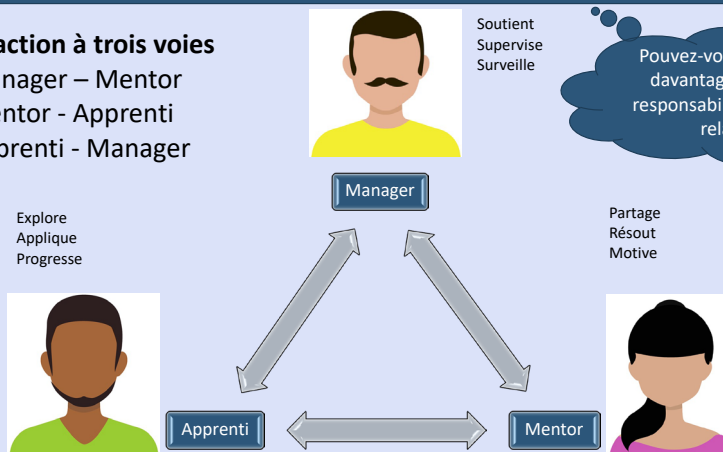 action à trois voies
nager – Mentor
entor - Apprenti
prenti - Manager
Soutient
Supervise
Surveille
Pouvez-vo
davantag
responsabi
rel
Manager
Explore
Applique
Progresse
Partage
Résout
Motive
Apprenti
Mentor